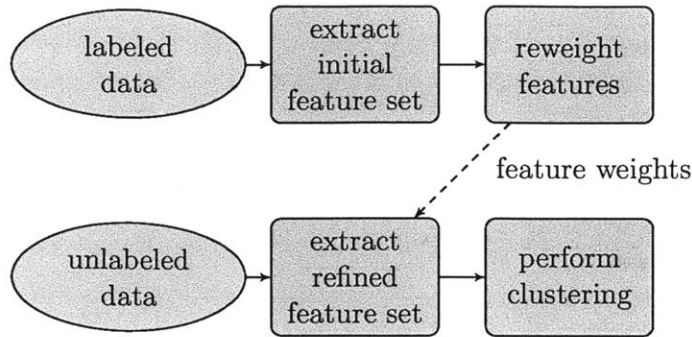 labeled
data
extract
initial
feature set
reweight
features
feature weights
unlabeled
data
extract
refined
feature set
perform
clustering